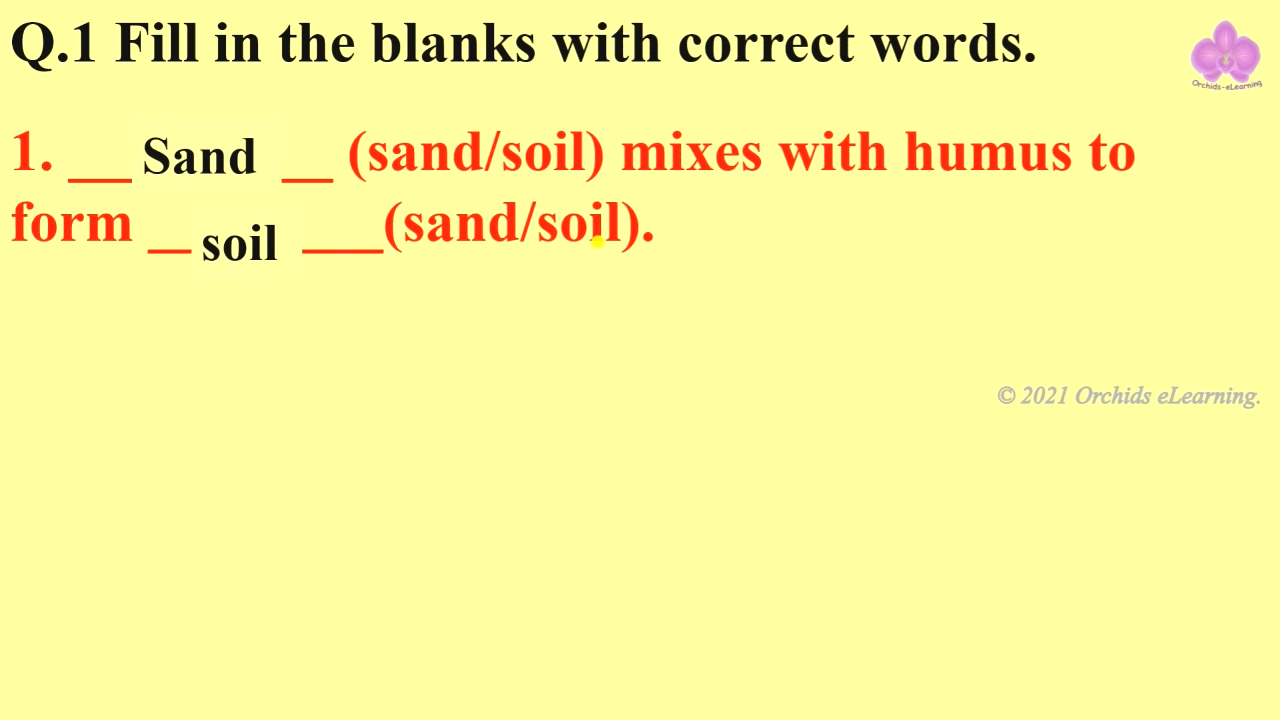 Q.1 Fill in the blanks with correct words.
Orchids-eLearning
1. __ Sand __ (sand/soil) mixes with humus to
form __ soil ___(sand/soil).
© 2021 Orchids eLearning.